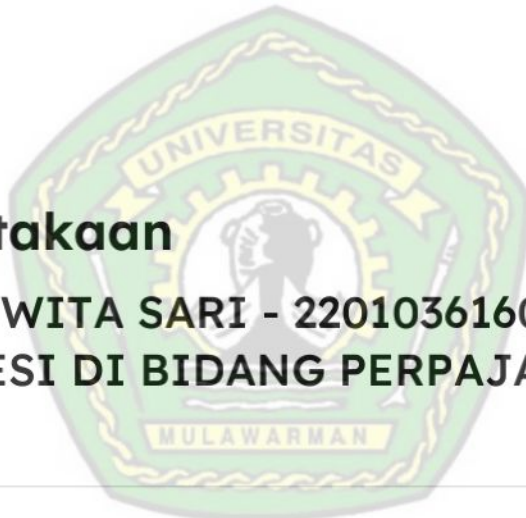 UNIVERSITAS
takaan
WITA SARI - 220103616
ESI DI BIDANG PERPAJA
MULAWARMAN